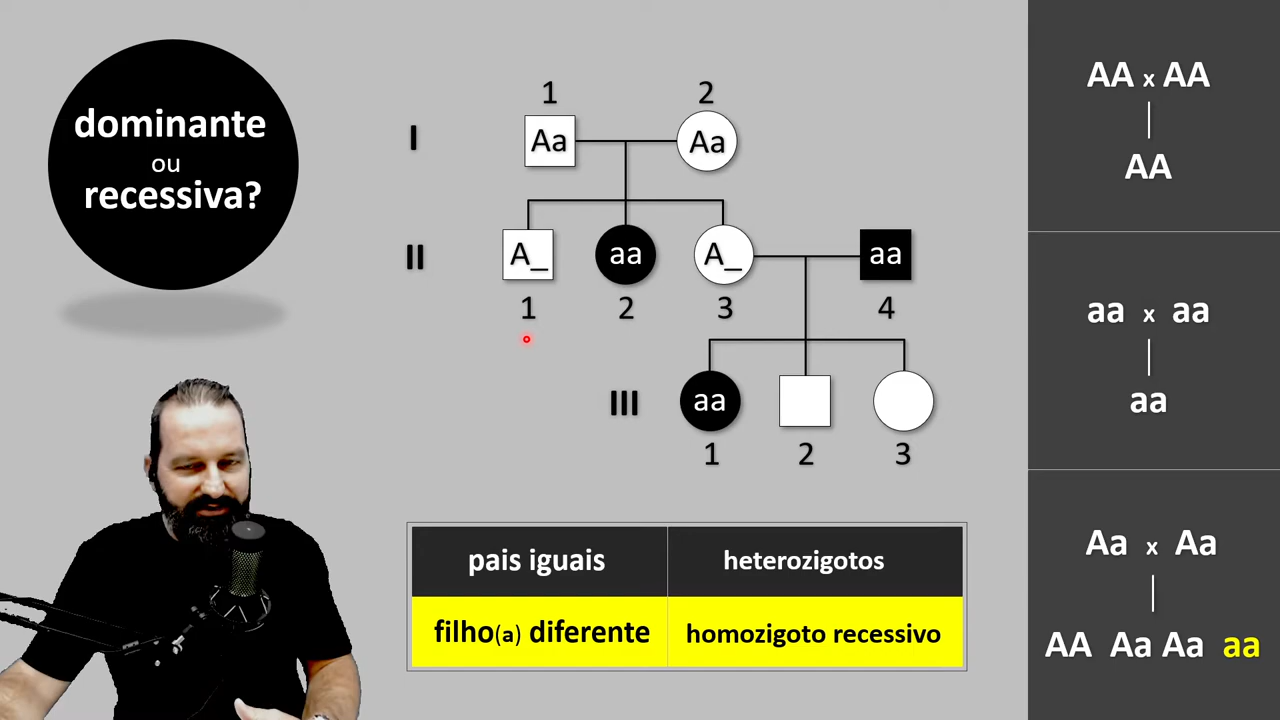 dominante
ou
recessiva?
1 2
I Aa Aa
II A_ aa A_ aa
1 2 3 4
III aa
1 2 3
pais iguais heterozigotos
filho(a) diferente homozigoto recessivo
AA x AA
AA
aa x aa
aa
Aa x Aa
AA Aa Aa aa